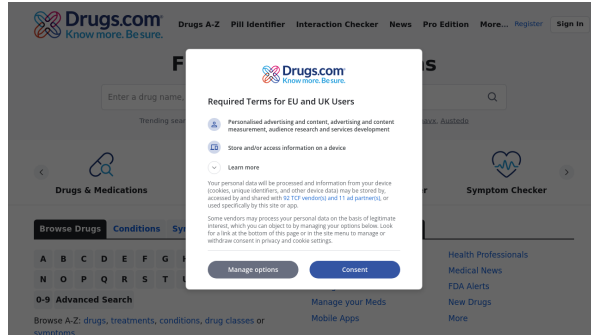 Drugs.com
Know more. Be sure.
Drugs A-Z Pill Identifier Interaction Checker News Pro Edition More... Register Sign In
F s
Enter a drug name,
Trending sear Austedo
Drugs.com
Know more. Be sure.
Required Terms for EU and UK Users
Personalised advertising and content, advertising and content
measurement, audience research and services development
Store and/or access information on a device
Learn more
Your personal data will be processed and information from your device
(cookies, unique identifiers, and other device data) may be stored by,
accessed by and shared with 92 TCF vendor(s) and 11 ad partner(s), or
used specifically by this site or app.
Some vendors may process your personal data on the basis of legitimate
interest, which you can object to by managing your options below. Look
for a link at the bottom of this page or in the site menu to manage or
withdraw consent in privacy and cookie settings.
Manage options Consent
Drugs & Medications r Symptom Checker
Browse Drugs Conditions Sy
A B C D E F G
N O P Q R S T
0-9 Advanced Search
Browse A-Z: drugs, treatments, conditions, drug classes or
symptoms
Manage your Meds
Mobile Apps
Health Professionals
Medical News
FDA Alerts
New Drugs
More